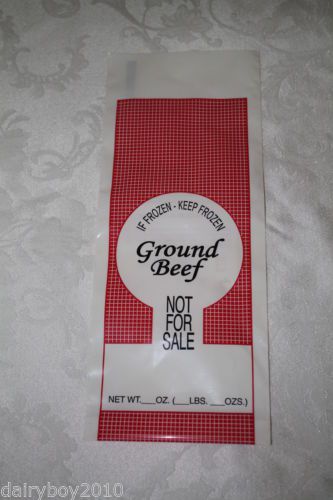 IF FROZEN - KEEP FROZEN
Ground
Beef
NOT
FOR
SALE
NET WT.___OZ. (___LBS. ___OZS.)
dairyboy2010